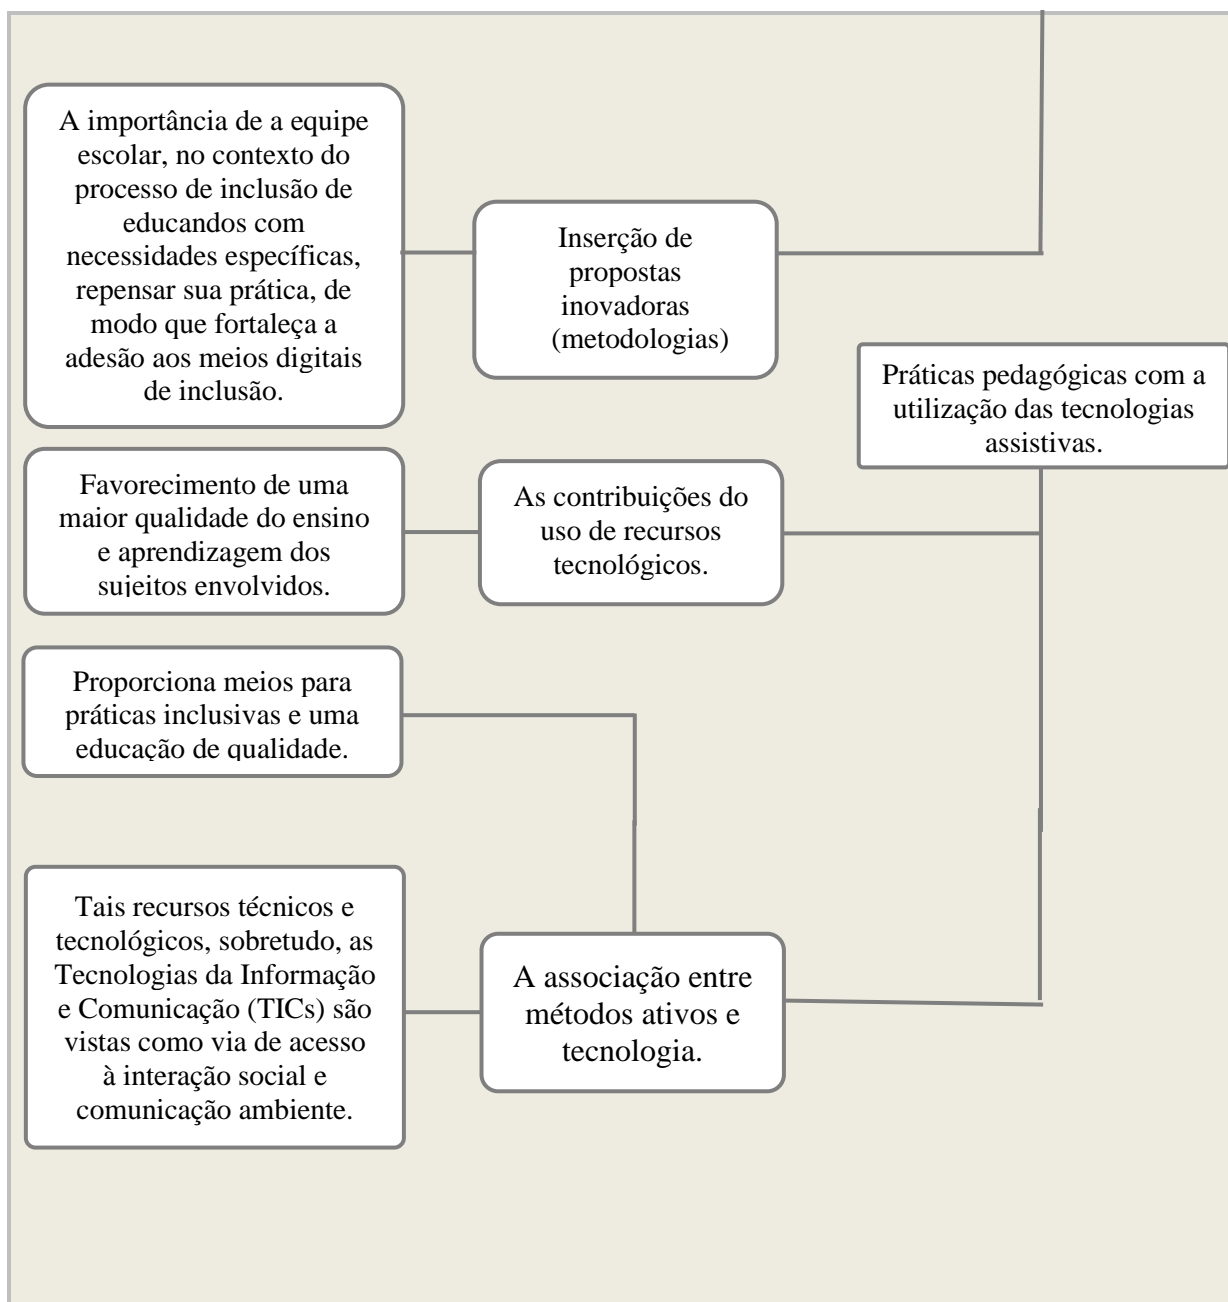 A importância de a equipe
escolar, no contexto do
processo de inclusão de
educandos com
necessidades específicas,
repensar sua prática, de
modo que fortaleça a
adesão aos meios digitais
de inclusão.
Inserção de
propostas
inovadoras
(metodologias)
Práticas pedagógicas com a
utilização das tecnologias
assistivas.
Favorecimento de uma
maior qualidade do ensino
e aprendizagem dos
sujeitos envolvidos.
As contribuições do
uso de recursos
tecnológicos.
Proporciona meios para
práticas inclusivas e uma
educação de qualidade.
Tais recursos técnicos e
tecnológicos, sobretudo, as
Tecnologias da Informação
e Comunicação (TICs) são
vistas como via de acesso
à interação social e
comunicação ambiente.
A associação entre
métodos ativos e
tecnologia.